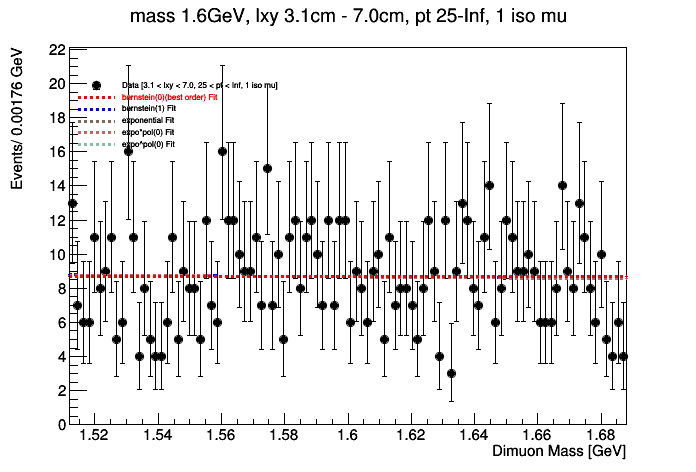 mass 1.6GeV, lxy 3.1cm - 7.0cm, pt 25-Inf, 1 iso mu
Events/ 0.00176 GeV
22
20
18
16
14
12
10
8
6
4
2
0
Data [3.1 < lxy < 7.0, 25 < pt < Inf, 1 iso mu]
bernstein(0)(best order) Fit
bernstein(1) Fit
exponential Fit
expo*pol(0) Fit
expo^pol(0) Fit
1.52 1.54 1.56 1.58 1.6 1.62 1.64 1.66 1.68
Dimuon Mass [GeV]